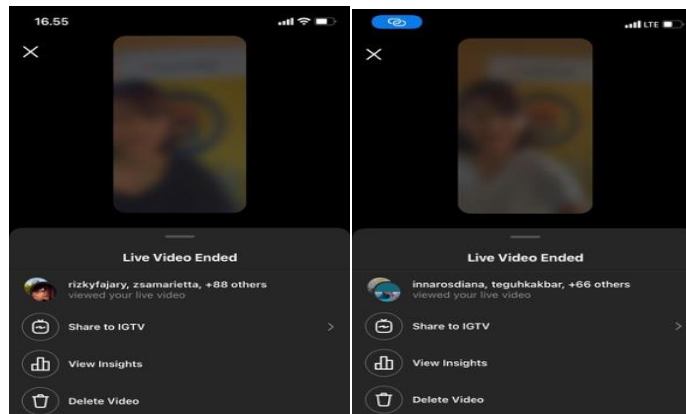 16.55
Live Video Ended
rizkyfajary, zsamarietta, +88 others
viewed your live video
Share to IGTV
View Insights
Delete Video
LTE
Live Video Ended
innarosdiana, teguhkakbar, +66 others
viewed your live video
Share to IGTV
View Insights
Delete Video